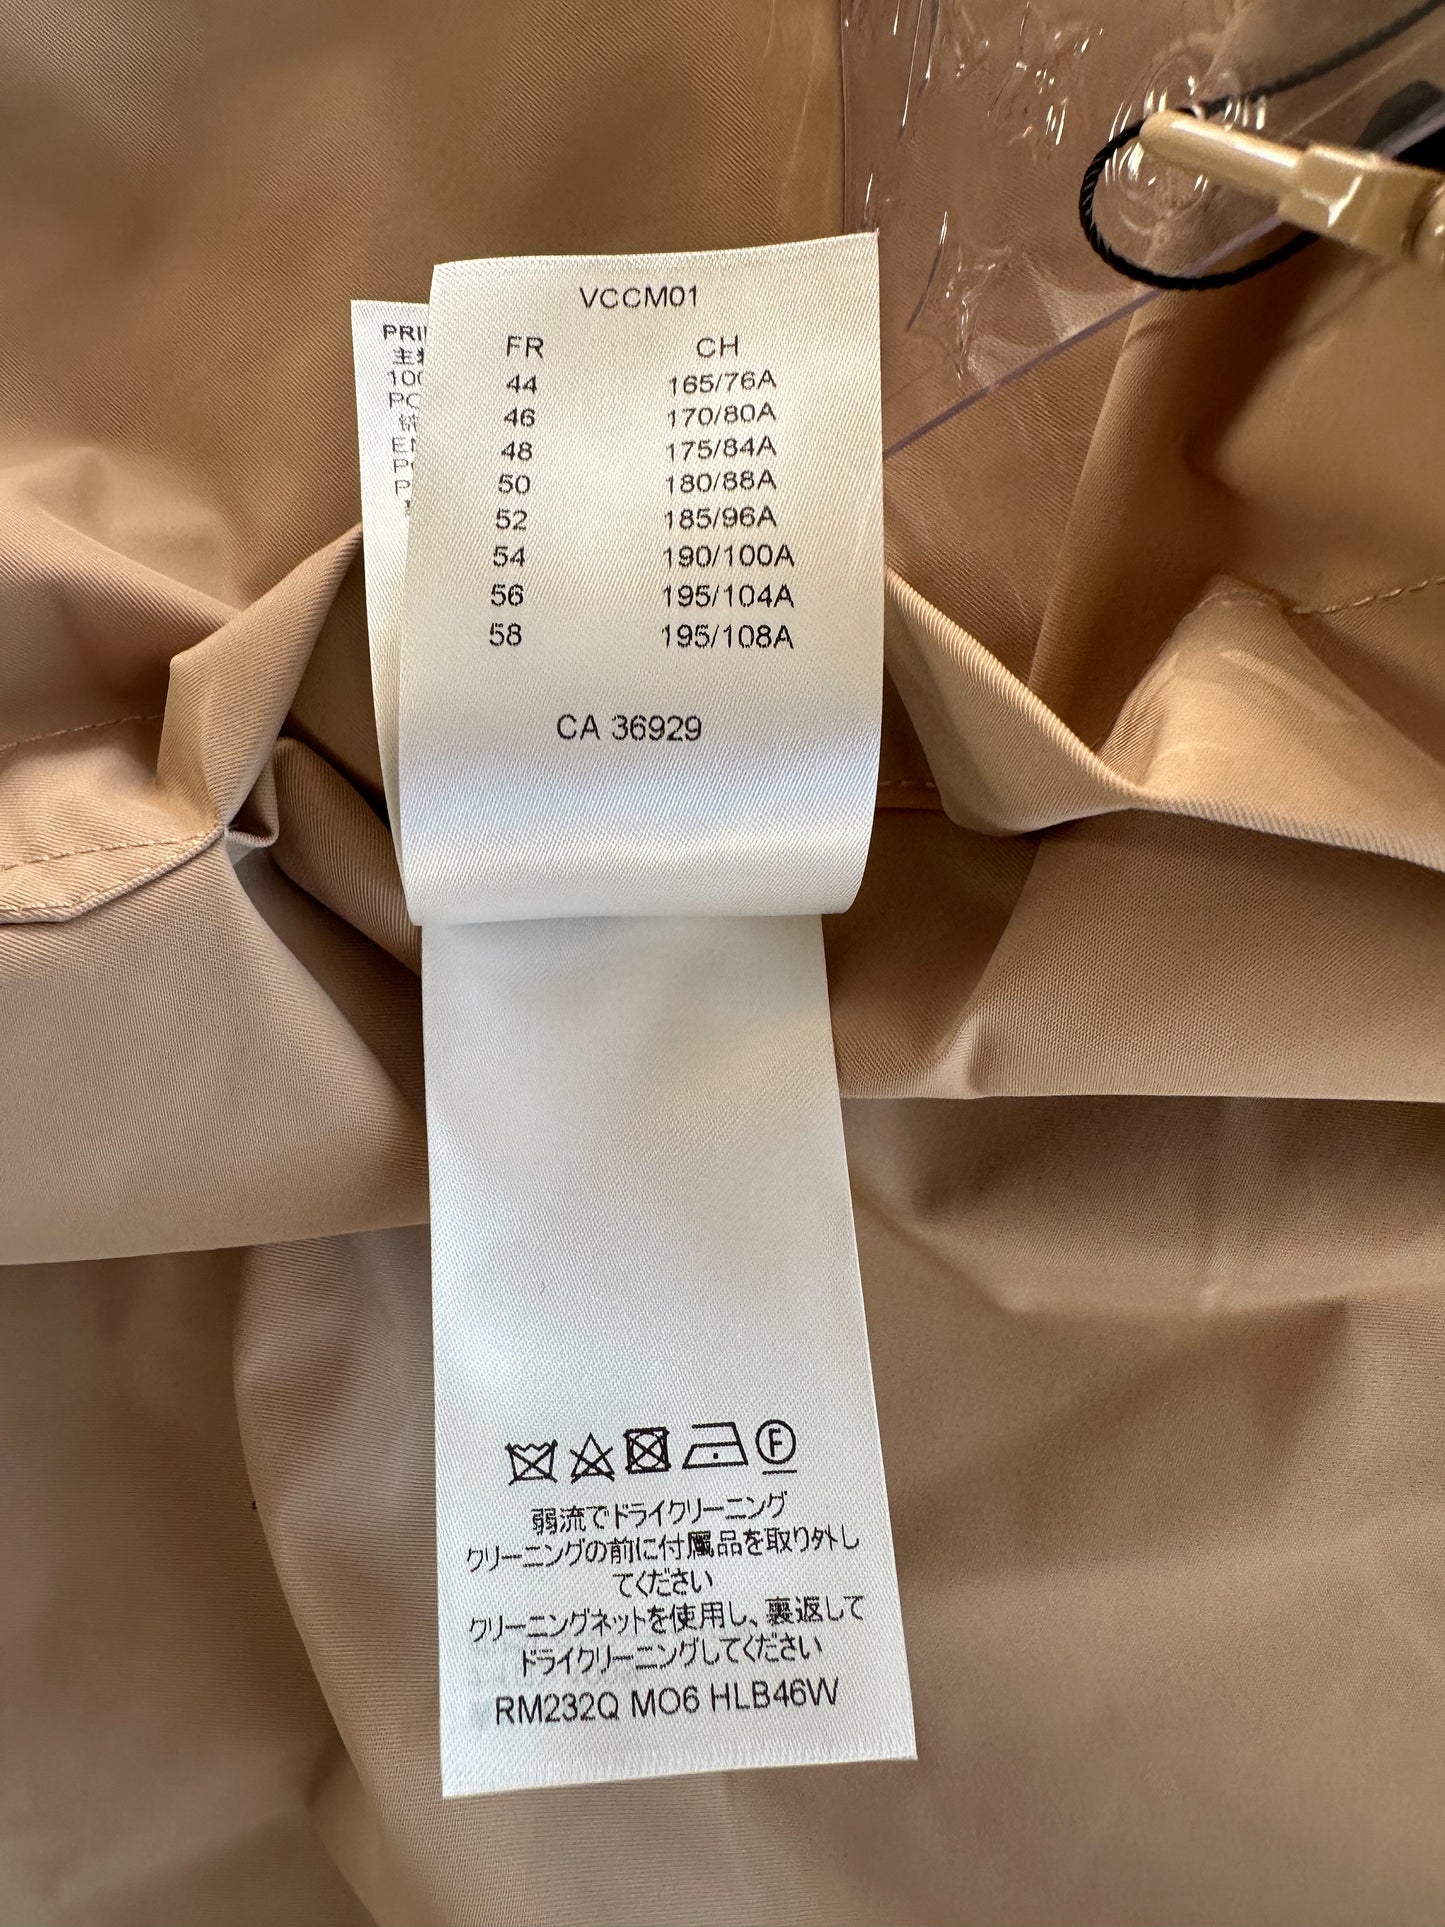 VCCM01
FR CH
44 165/76A
46 170/80A
48 175/84A
50 180/88A
52 185/96A
54 190/100A
56 195/104A
58 195/108A
CA 36929
F
弱流でドライクリーニング
クリーニングの前に付属品を取り外し
てください
クリーニングネットを使用し、裏返して
ドライクリーニングしてください
RM232Q MO6 HLB46W